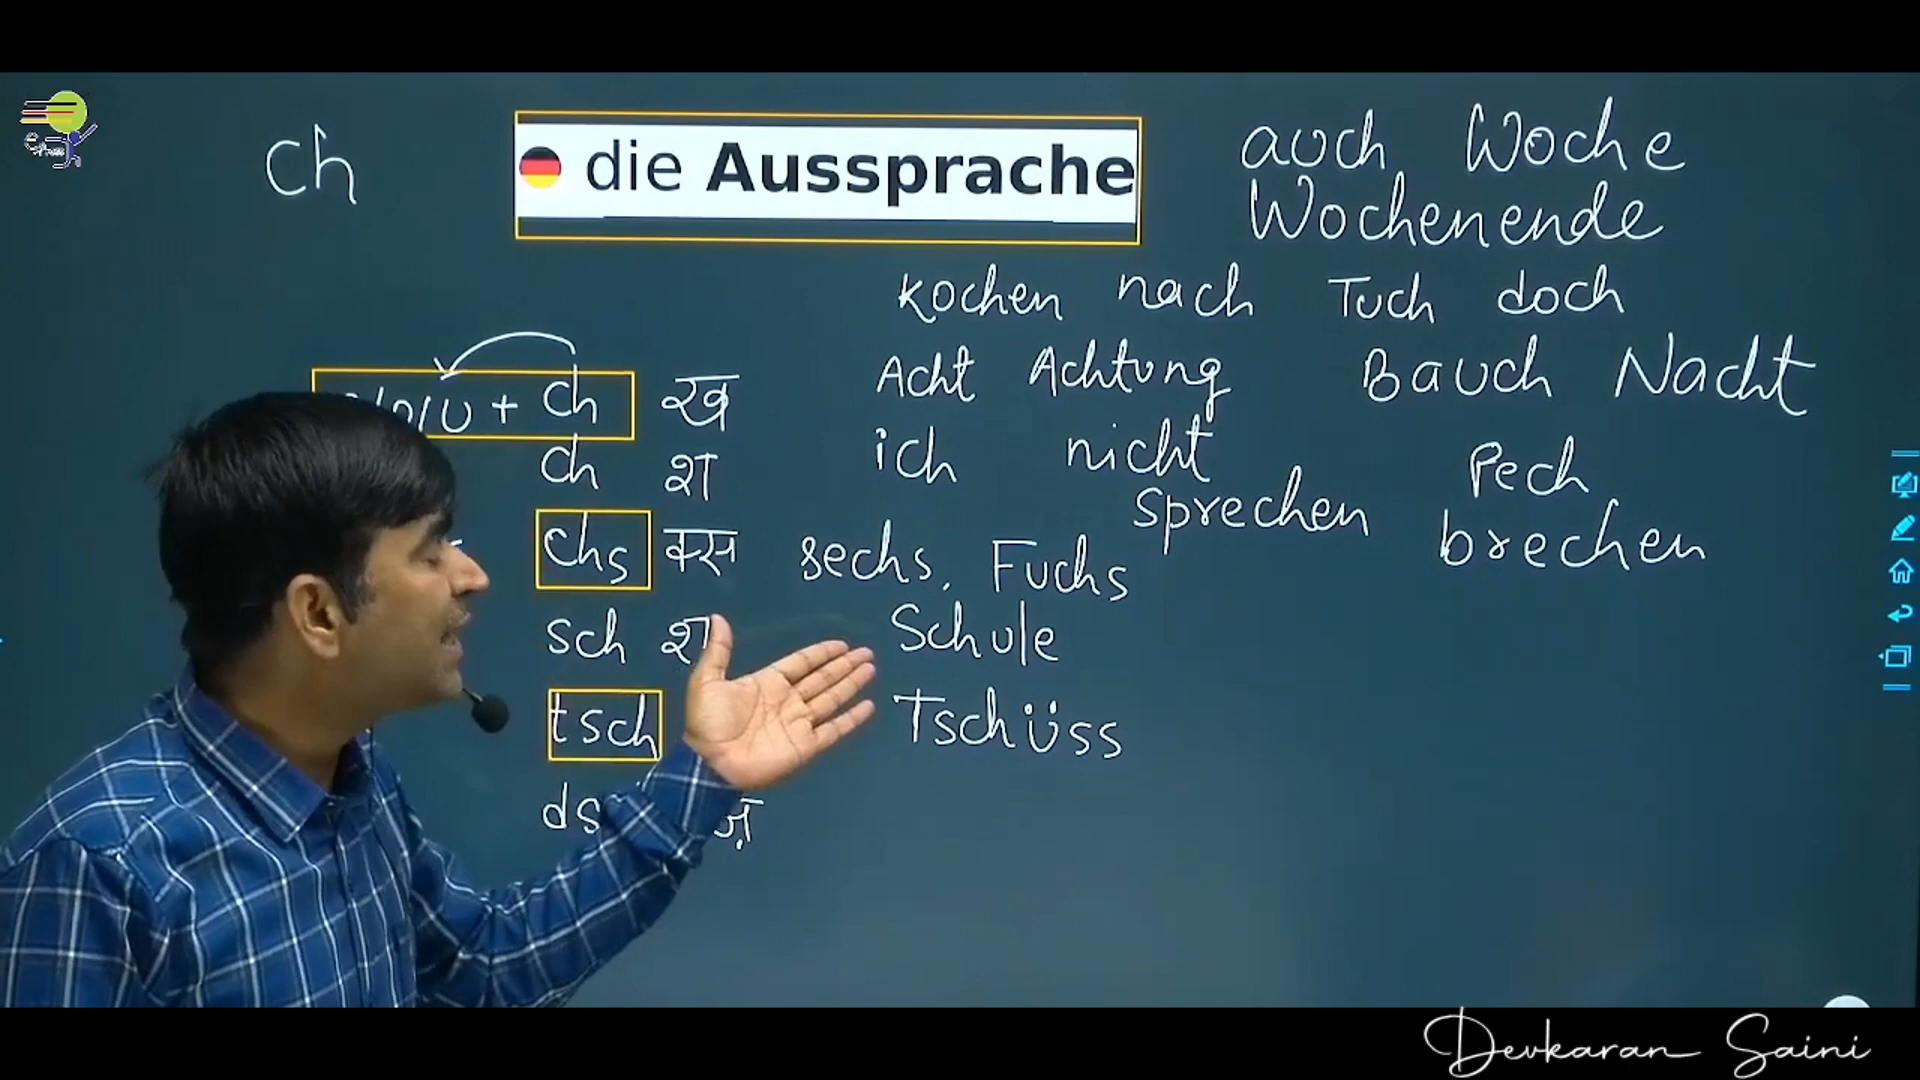 ch
die Aussprache
auch Woche
Wochenende
kochen nach Tuch doch
/o/u + ch ख
Acht Achtung Bauch Nacht
ch श
ich nicht Pech
sprechen brechen
chs क्स sechs, Fuchs
sch श Schule
tsch Tschüss
ds ज़
Devkaran Saini